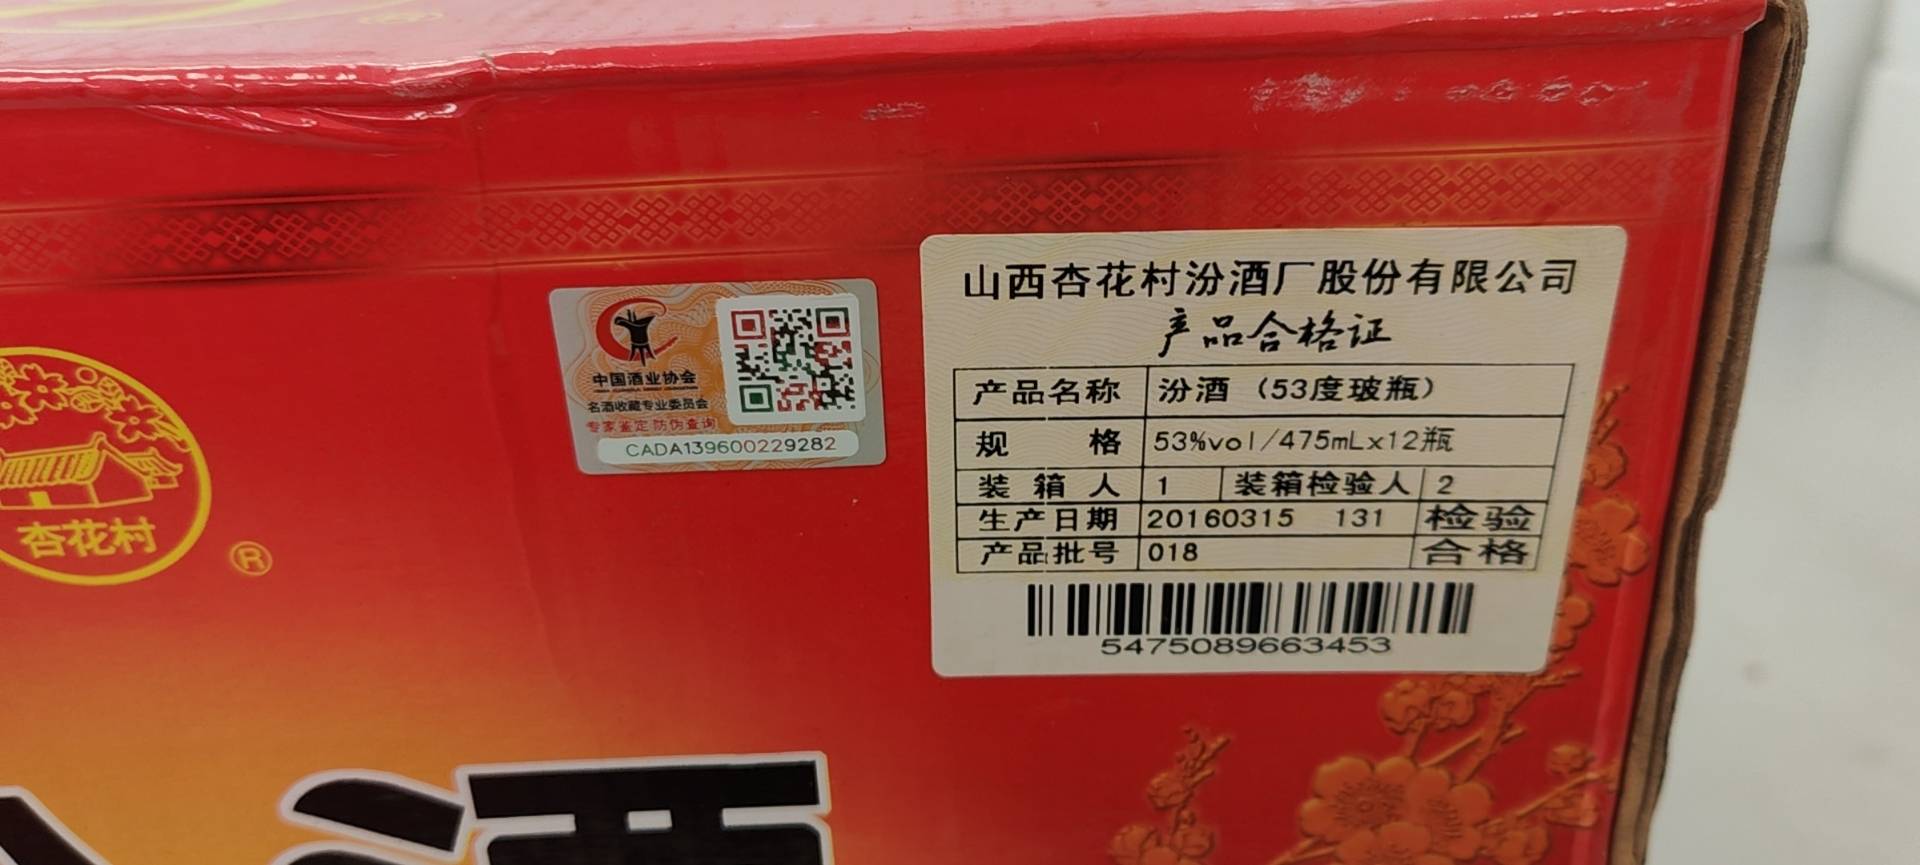 杏花村
®
中国酒业协会
名酒收藏专业委员会
专家鉴定 防伪查询
CADA139600229282
山西杏花村汾酒厂股份有限公司
产品合格证
产品名称 汾酒（53度玻瓶）
规 格 53%vol/475mLx12瓶
装 箱 人 1 装箱检验人 2
生产日期 20160315 131 检验
产品批号 018 合格
5475089663453